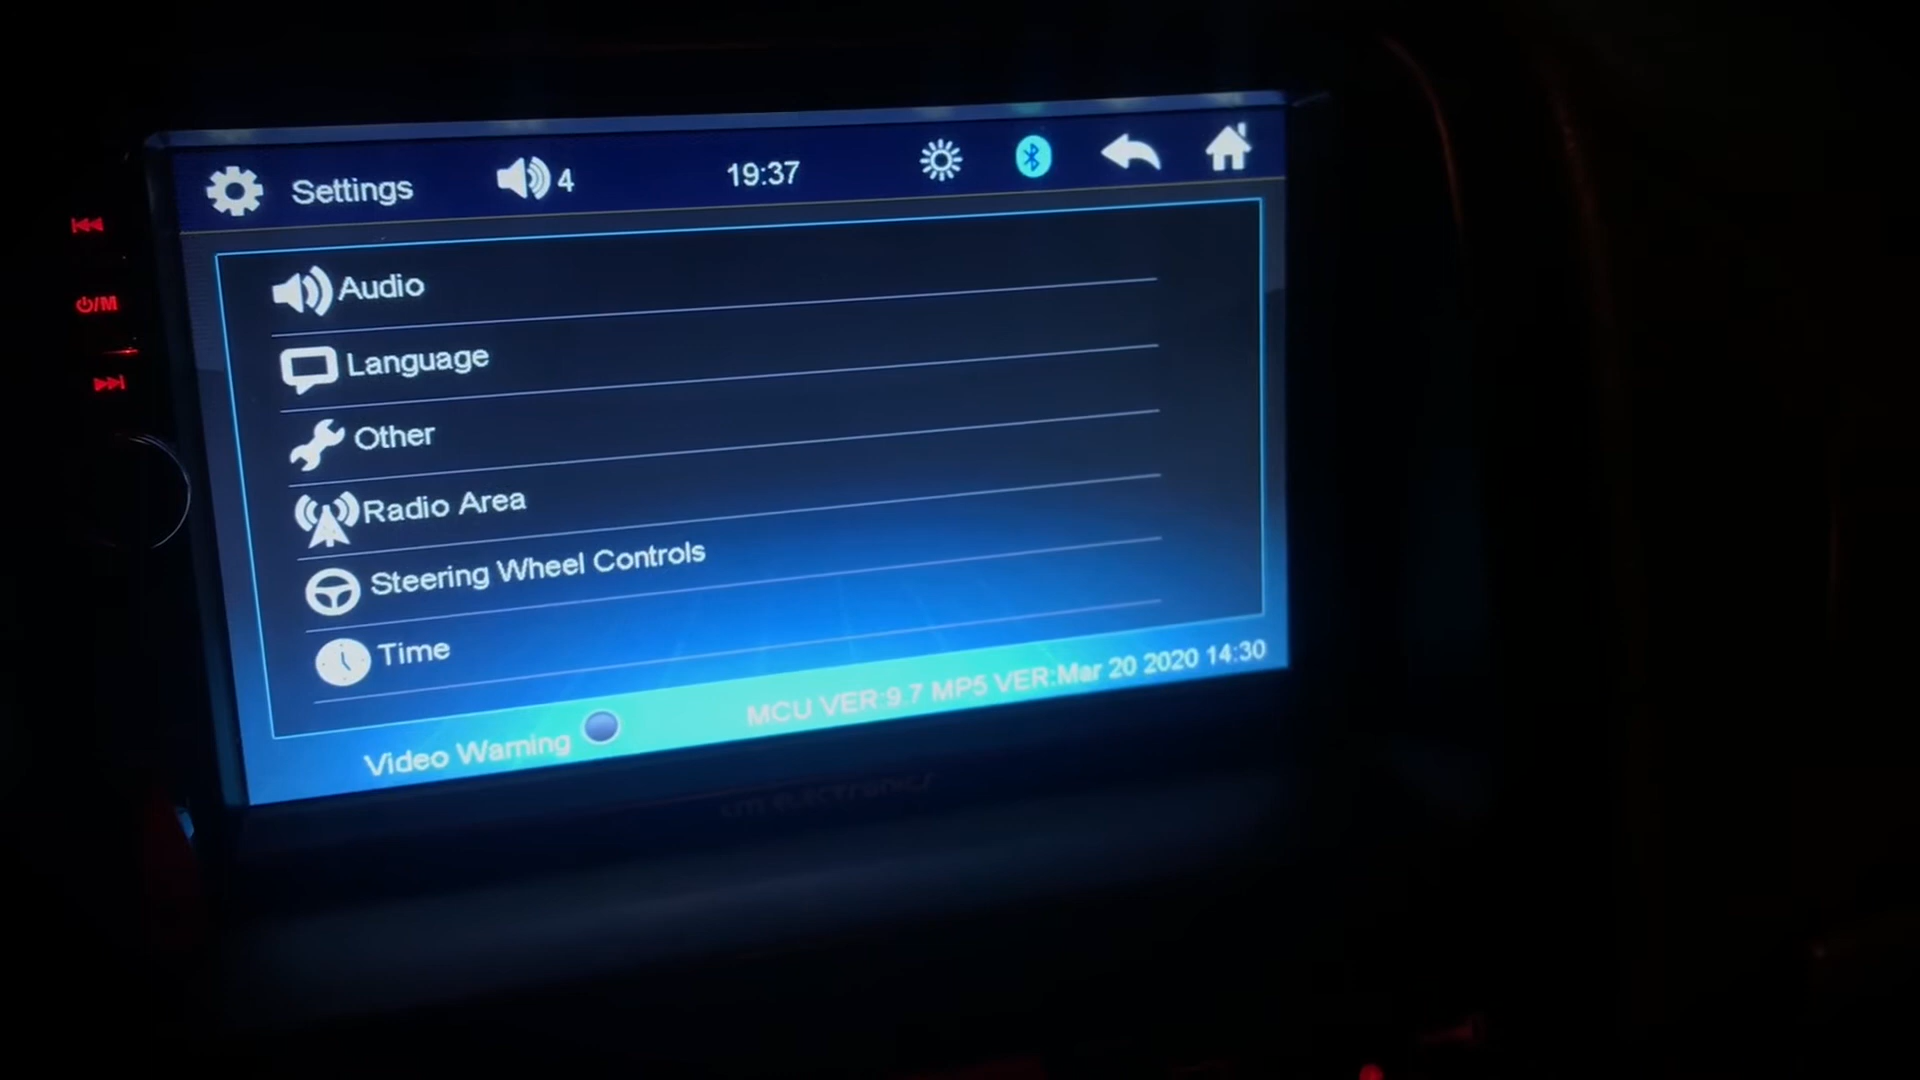 Settings 4 19:37
Audio
Language
Other
Radio Area
Steering Wheel Controls
Time
Video Warning MCU VER:9.7 MP5 VER:Mar 20 2020 14:30
/M